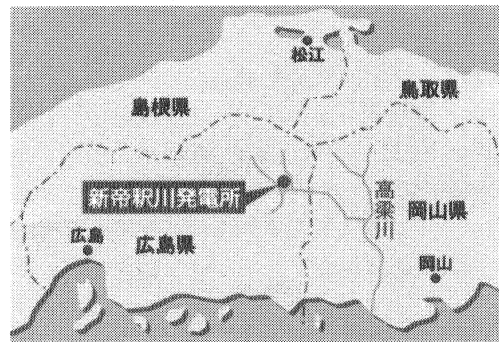 松江
島根県
鳥取県
新帝釈川発電所
高梁川
岡山県
広島
広島県
岡山